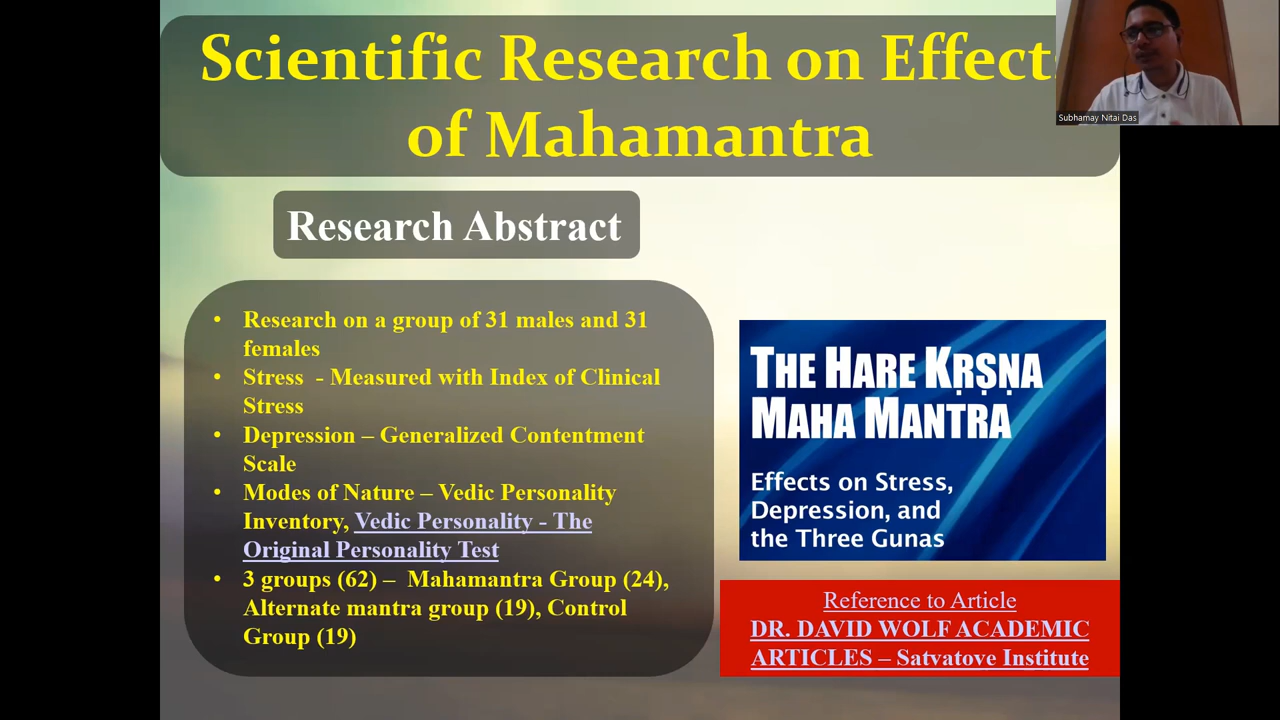 Scientific Research on Effect
of Mahamantra
Subhamay Nitai Das
Research Abstract
• Research on a group of 31 males and 31
females
• Stress - Measured with Index of Clinical
Stress
• Depression – Generalized Contentment
Scale
• Modes of Nature – Vedic Personality
Inventory, Vedic Personality - The
Original Personality Test
• 3 groups (62) – Mahamantra Group (24),
Alternate mantra group (19), Control
Group (19)
THE HARE KṚṢṆA
MAHA MANTRA
Effects on Stress,
Depression, and
the Three Gunas
Reference to Article
DR. DAVID WOLF ACADEMIC
ARTICLES – Satvatove Institute